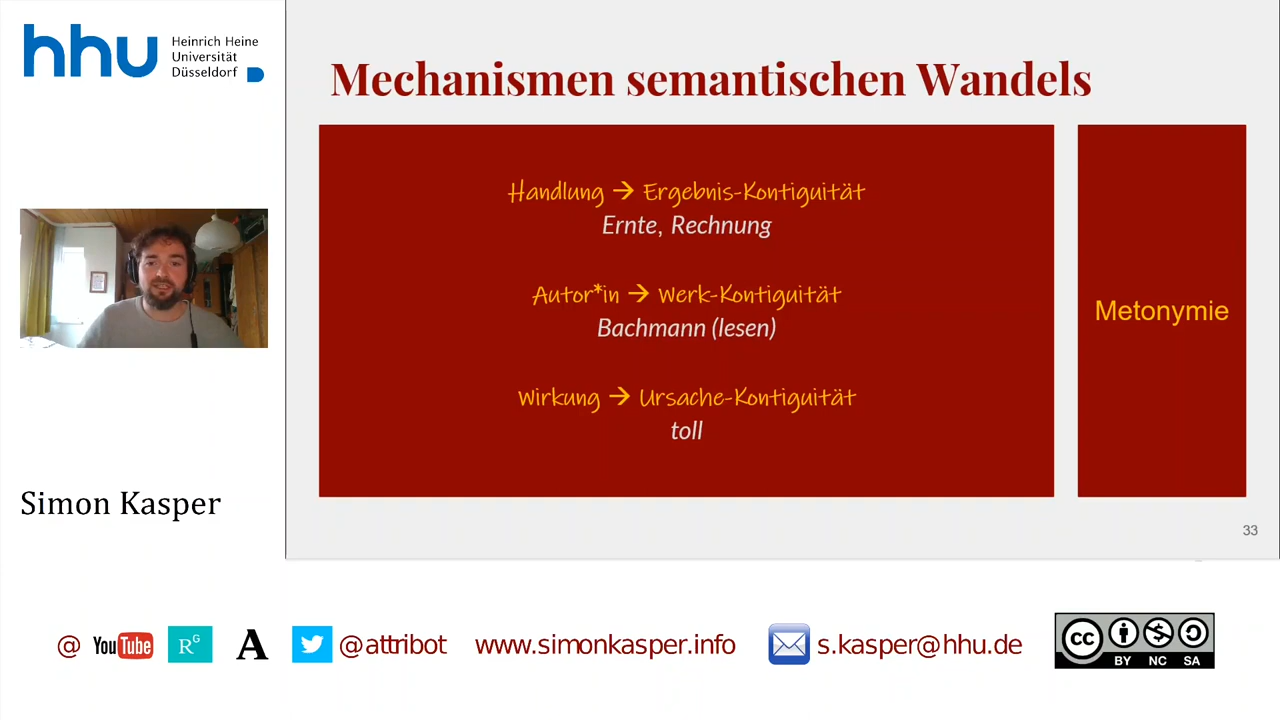 hhu
Heinrich Heine
Universität
Düsseldorf
Mechanismen semantischen Wandels
Handlung → Ergebnis-Kontiguität
Ernte, Rechnung
Autor*in → Werk-Kontiguität
Bachmann (lesen)
Wirkung → Ursache-Kontiguität
toll
Metonymie
Simon Kasper
33
@ YouTube RG A @attribot www.simonkasper.info s.kasper@hhu.de
cc
BY NC SA